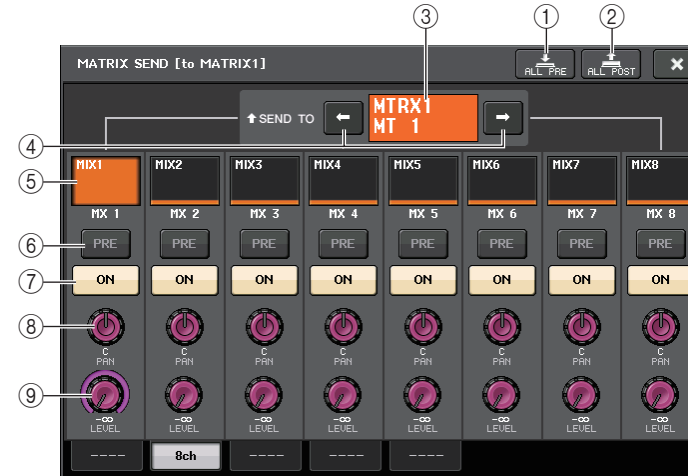 ③ ① ②
MATRIX SEND [to MATRIX1] ALL PRE ALL POST ×
SEND TO MTRX1
MT 1
④
⑤ MIX1 MIX2 MIX3 MIX4 MIX5 MIX6 MIX7 MIX8
MX 1 MX 2 MX 3 MX 4 MX 5 MX 6 MX 7 MX 8
⑥ PRE PRE PRE PRE PRE PRE PRE PRE
⑦ ON ON ON ON ON ON ON ON
⑧
C C C C C C C C
PAN PAN PAN PAN PAN PAN PAN PAN
⑨
-∞ -∞ -∞ -∞ -∞ -∞ -∞ -∞
LEVEL LEVEL LEVEL LEVEL LEVEL LEVEL LEVEL LEVEL
---- 8ch ---- ---- ----